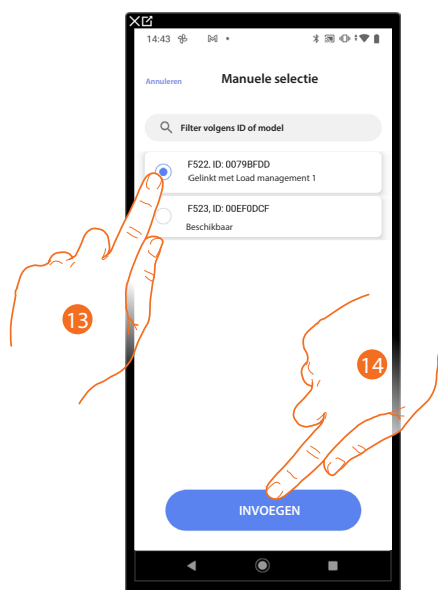 14:43
Annuleren
Manuele selectie
Filter volgens ID of model
F522. ID: 0079BFDD
Gelinkt met Load management 1
F523, ID: 00EF0DCF
Beschikbaar
13
14
INVOEGEN